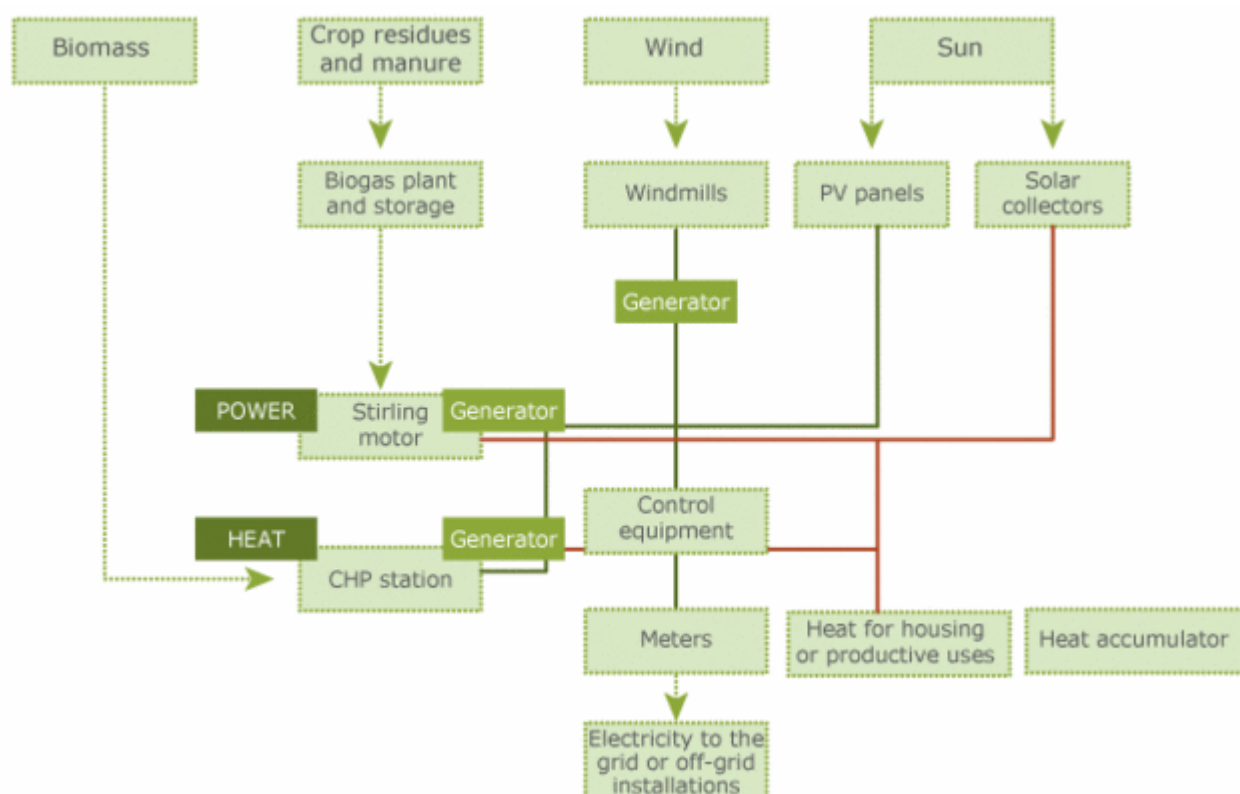 Biomass
Crop residues
and manure
Wind
Sun
Biogas plant
and storage
Windmills
PV panels
Solar
collectors
Generator
POWER
Stirling
motor
Generator
Control
equipment
HEAT
Generator
CHP station
Meters
Heat for housing
or productive uses
Heat accumulator
Electricity to the
grid or off-grid
installations